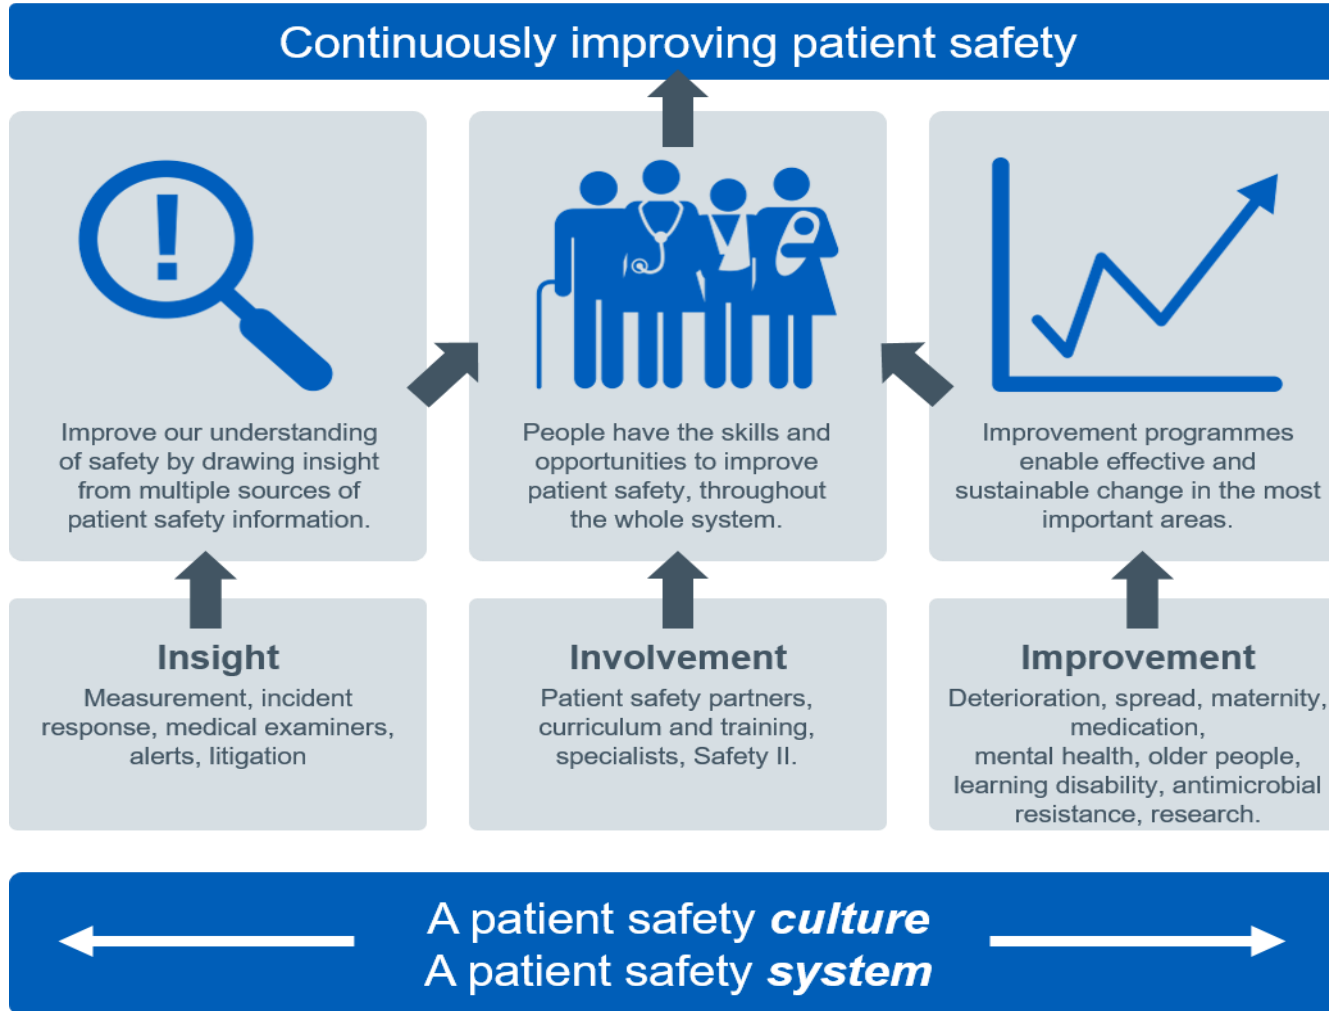 Continuously improving patient safety
Improve our understanding
of safety by drawing insight
from multiple sources of
patient safety information.
People have the skills and
opportunities to improve
patient safety, throughout
the whole system.
Improvement programmes
enable effective and
sustainable change in the most
important areas.
Insight
Measurement, incident
response, medical examiners,
alerts, litigation
Involvement
Patient safety partners,
curriculum and training,
specialists, Safety II.
Improvement
Deterioration, spread, maternity,
medication,
mental health, older people,
learning disability, antimicrobial
resistance, research.
A patient safety culture
A patient safety system